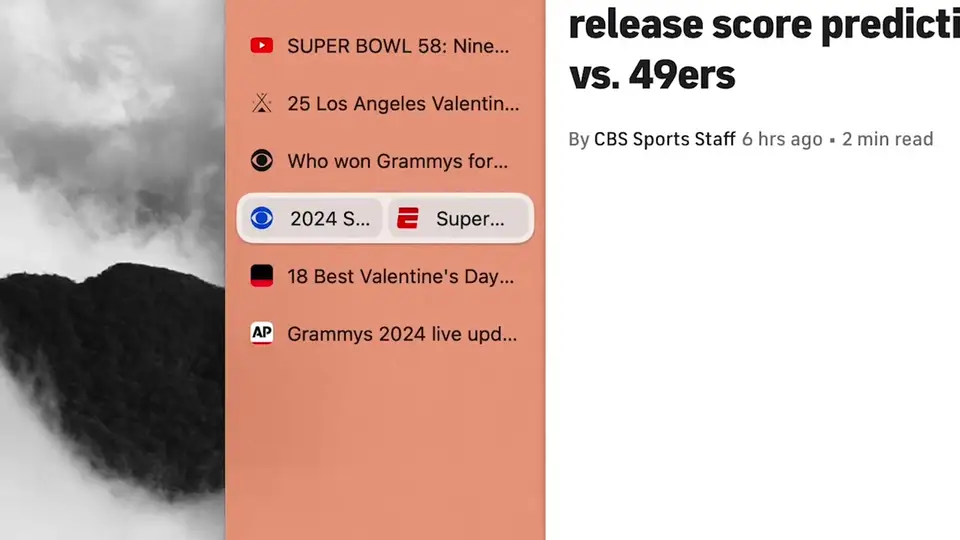 SUPER BOWL 58: Nine...
25 Los Angeles Valentin...
Who won Grammys for...
2024 S... Super...
18 Best Valentine's Day...
AP Grammys 2024 live upd...
release score predicti
vs. 49ers
By CBS Sports Staff 6 hrs ago • 2 min read